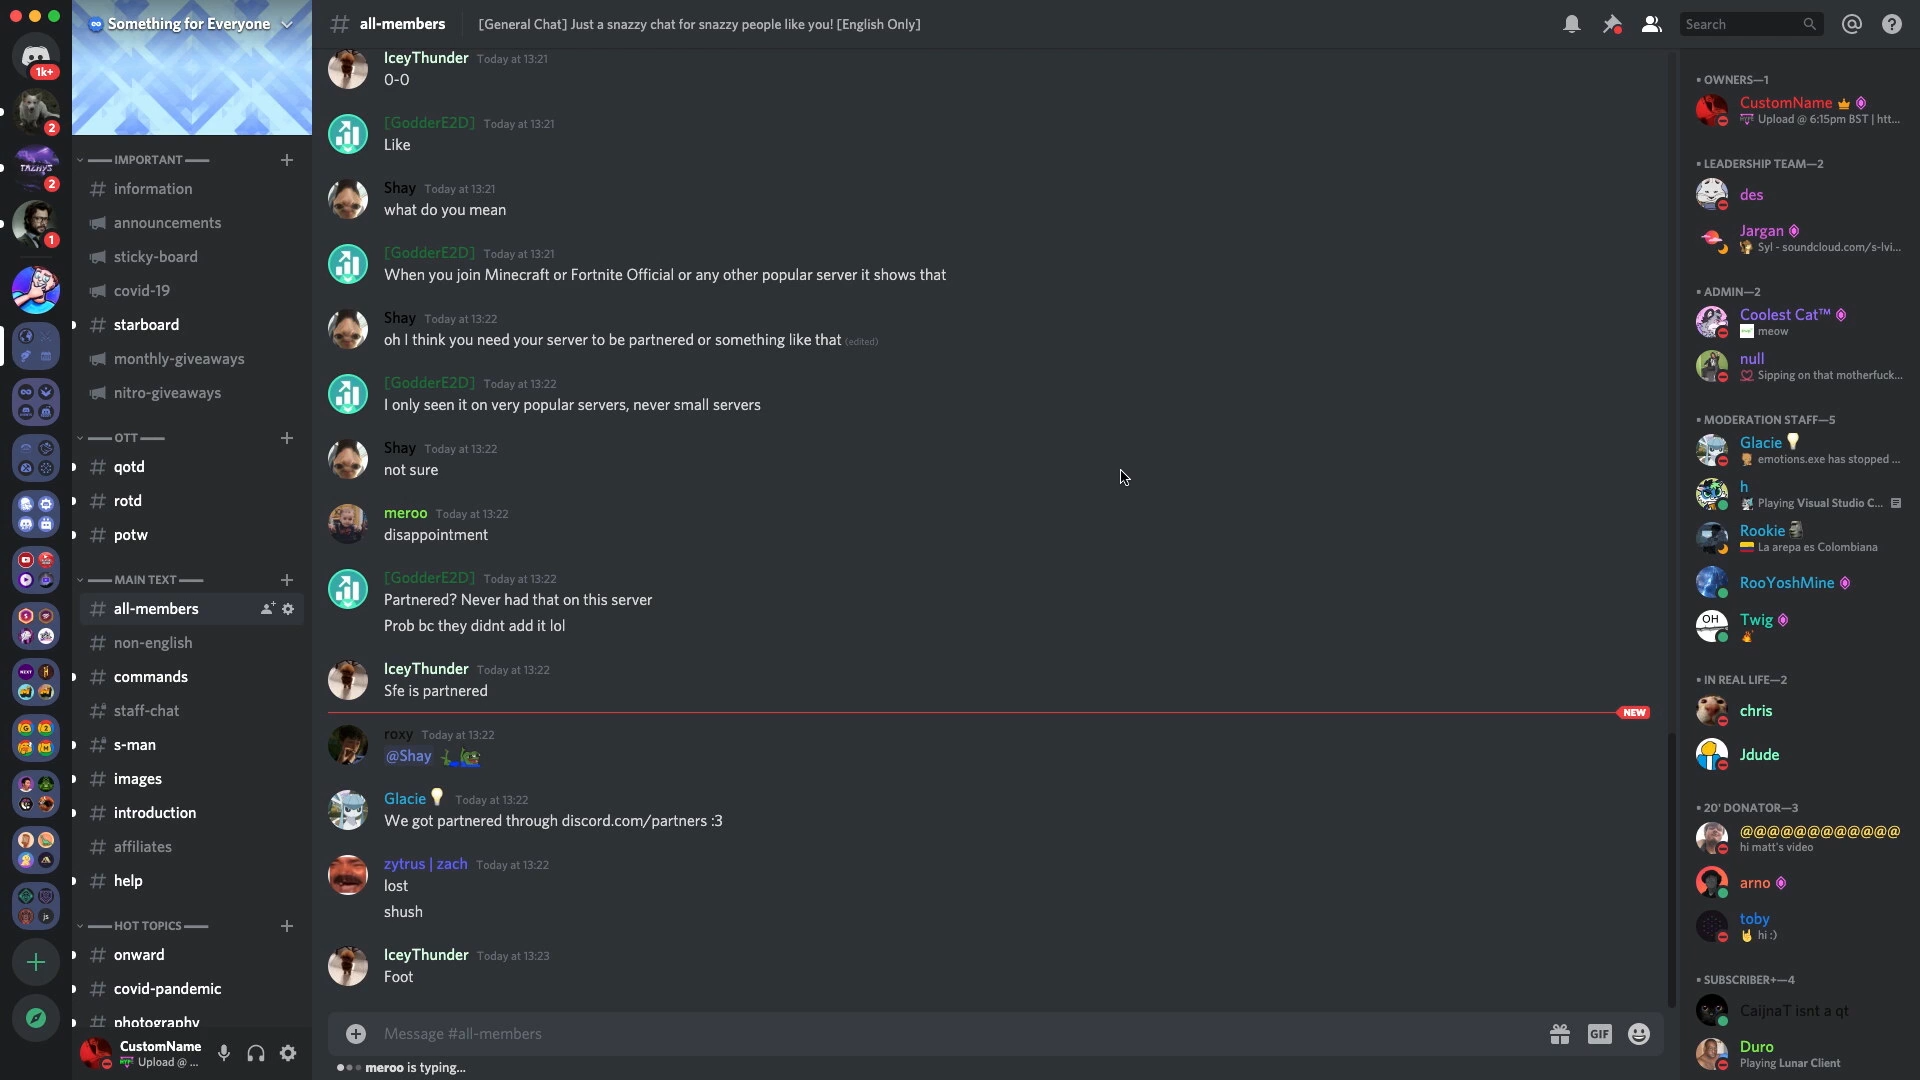 Something for Everyone
all-members
[General Chat] Just a snazzy chat for snazzy people like you! [English Only]
Search
1k+
2
2
1
IMPORTANT
information
announcements
sticky-board
covid-19
starboard
monthly-giveaways
nitro-giveaways
OTT
qotd
rotd
potw
MAIN TEXT
all-members
non-english
commands
staff-chat
s-man
images
introduction
affiliates
help
HOT TOPICS
onward
covid-pandemic
photography
CustomName
Upload @ ...
IceyThunder Today at 13:21
0-0
[GodderE2D] Today at 13:21
Like
Shay Today at 13:21
what do you mean
[GodderE2D] Today at 13:21
When you join Minecraft or Fortnite Official or any other popular server it shows that
Shay Today at 13:22
oh I think you need your server to be partnered or something like that (edited)
[GodderE2D] Today at 13:22
I only seen it on very popular servers, never small servers
Shay Today at 13:22
not sure
meroo Today at 13:22
disappointment
[GodderE2D] Today at 13:22
Partnered? Never had that on this server
Prob bc they didnt add it lol
IceyThunder Today at 13:22
Sfe is partnered
NEW
roxy Today at 13:22
@Shay
Glacie Today at 13:22
We got partnered through discord.com/partners :3
zytrus | zach Today at 13:22
lost
shush
IceyThunder Today at 13:23
Foot
Message #all-members
GIF
meroo is typing...
OWNERS—1
CustomName
Upload @ 6:15pm BST | htt...
LEADERSHIP TEAM—2
des
Jargan
Syl - soundcloud.com/s-lvi...
ADMIN—2
Coolest Cat™
meow
null
Sipping on that motherfuck...
MODERATION STAFF—5
Glacie
emotions.exe has stopped ...
h
Playing Visual Studio C...
Rookie
La arepa es Colombiana
RooYoshMine
OH
Twig
IN REAL LIFE—2
chris
Jdude
20' DONATOR—3
@@@@@@@@@@@@
hi matt's video
arno
toby
hi :)
SUBSCRIBER+—4
CaijnaT isnt a qt
Duro
Playing Lunar Client